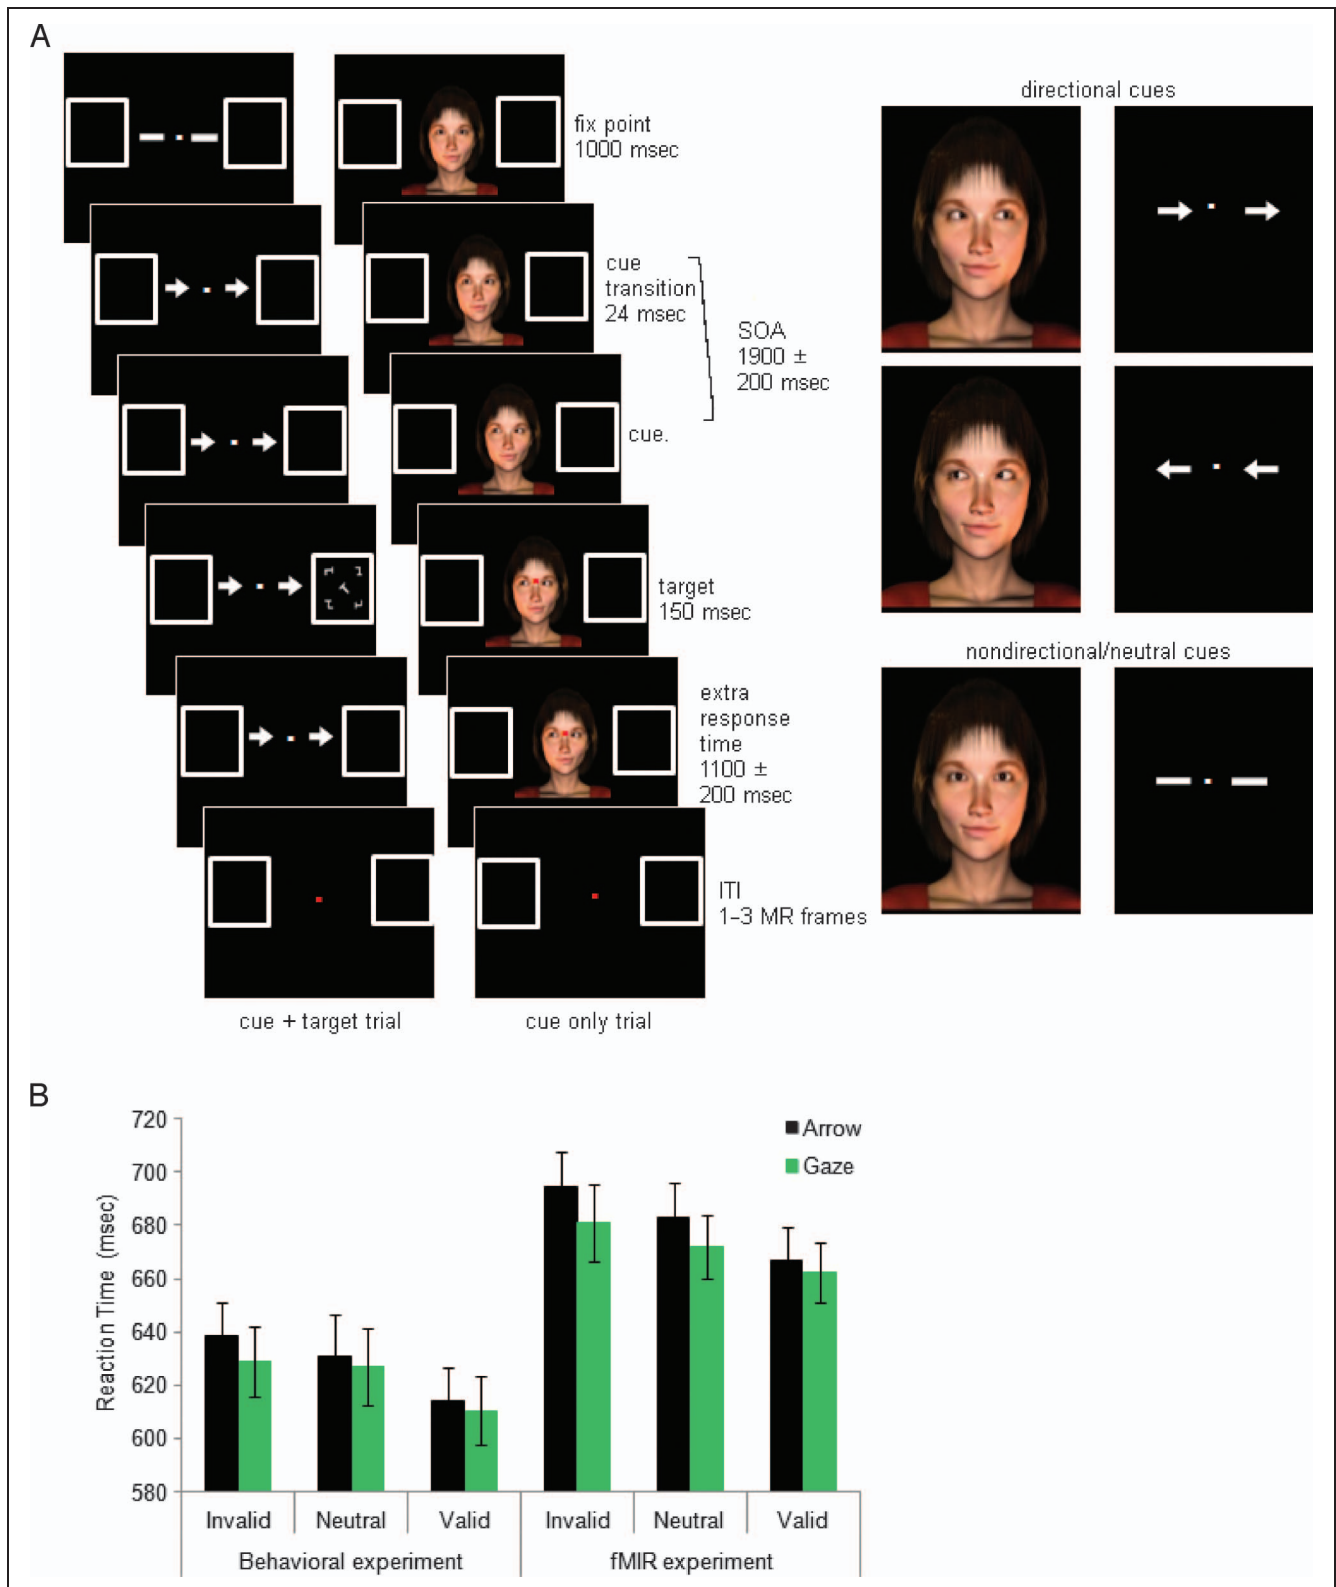 A
fix point
1000 msec
cue
transition
24 msec
SOA
1900 ±
200 msec
cue.
target
150 msec
extra
response
time
1100 ±
200 msec
ITI
1-3 MR frames
cue + target trial
cue only trial
directional cues
nondirectional/neutral cues
B
Reaction Time (msec)
720
700
680
660
640
620
600
580
Arrow
Gaze
Invalid
Neutral
Valid
Invalid
Neutral
Valid
Behavioral experiment
fMIR experiment